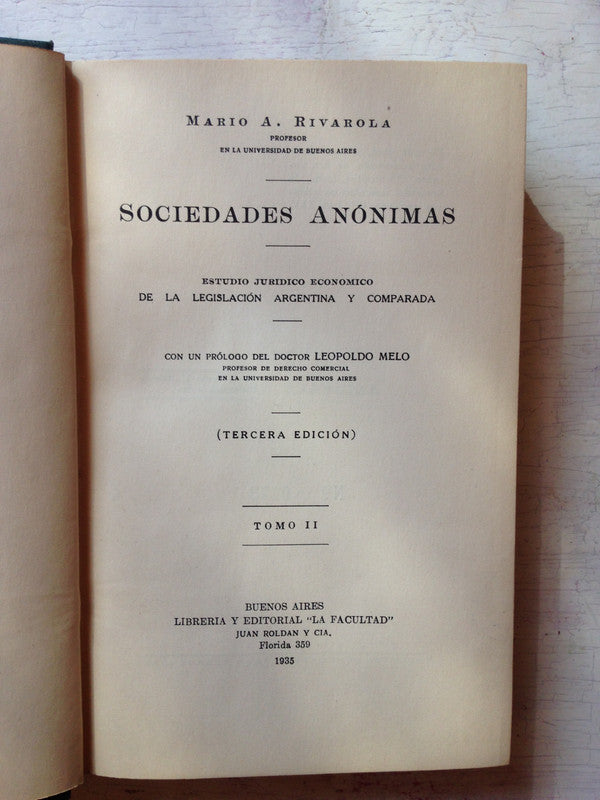 MARIO A. RIVAROLA
PROFESOR
EN LA UNIVERSIDAD DE BUENOS AIRES
SOCIEDADES ANÓNIMAS
ESTUDIO JURIDICO ECONOMICO
DE LA LEGISLACIÓN ARGENTINA Y COMPARADA
CON UN PRÓLOGO DEL DOCTOR LEOPOLDO MELO
PROFESOR DE DERECHO COMERCIAL
EN LA UNIVERSIDAD DE BUENOS AIRES
(TERCERA EDICIÓN)
TOMO II
BUENOS AIRES
LIBRERIA Y EDITORIAL "LA FACULTAD"
JUAN ROLDAN Y CIA.
Florida 359
1935